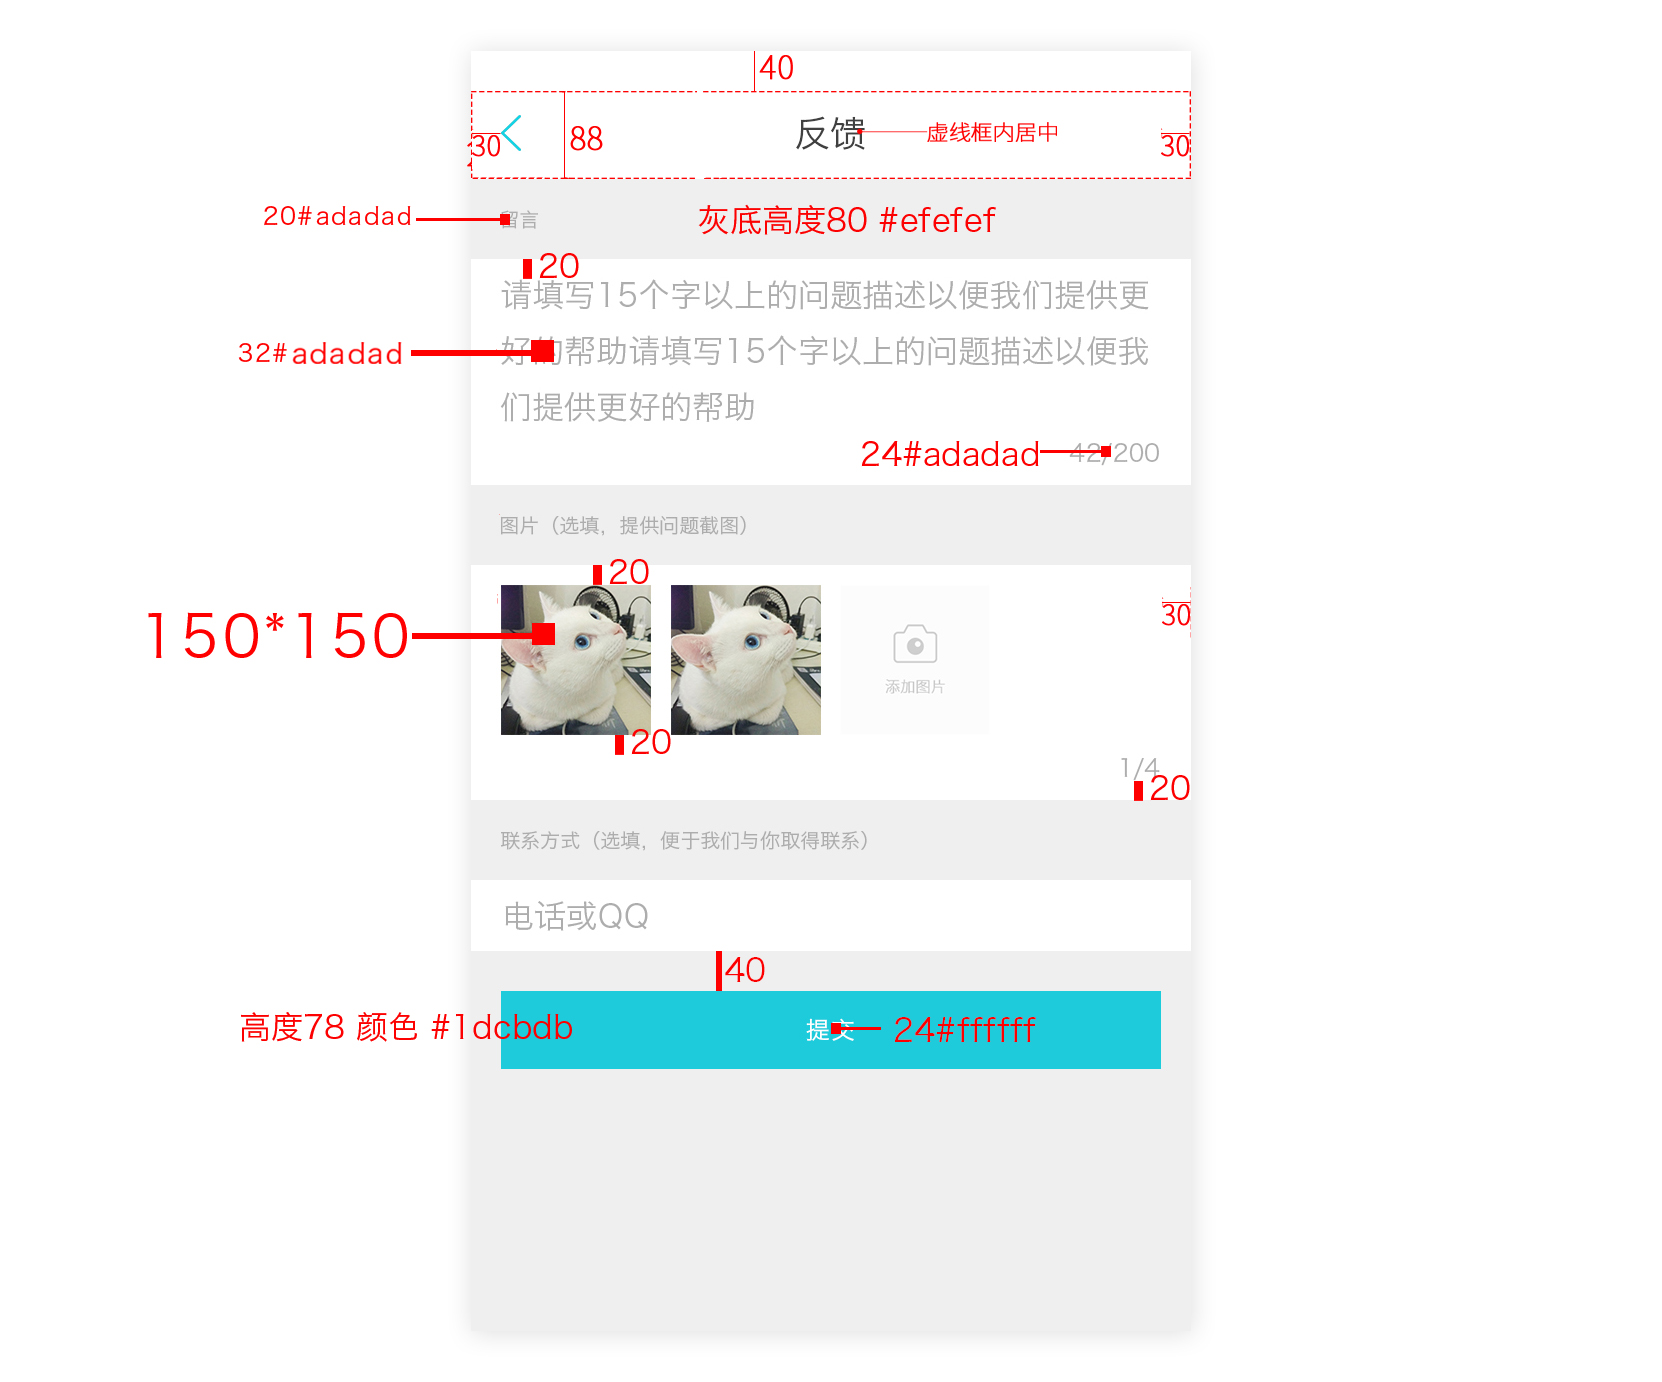 40
30
88
反馈
虚线框内居中
30
20#adadad
留言
灰底高度80 #efefef
20
请填写15个字以上的问题描述以便我们提供更
32#adadad
好的帮助请填写15个字以上的问题描述以便我
们提供更好的帮助
24#adadad
42/200
图片（选填，提供问题截图）
20
150*150
30
添加图片
20
1/4
20
联系方式（选填，便于我们与你取得联系）
电话或QQ
40
高度78 颜色 #1dcbdb
提交
24#ffffff